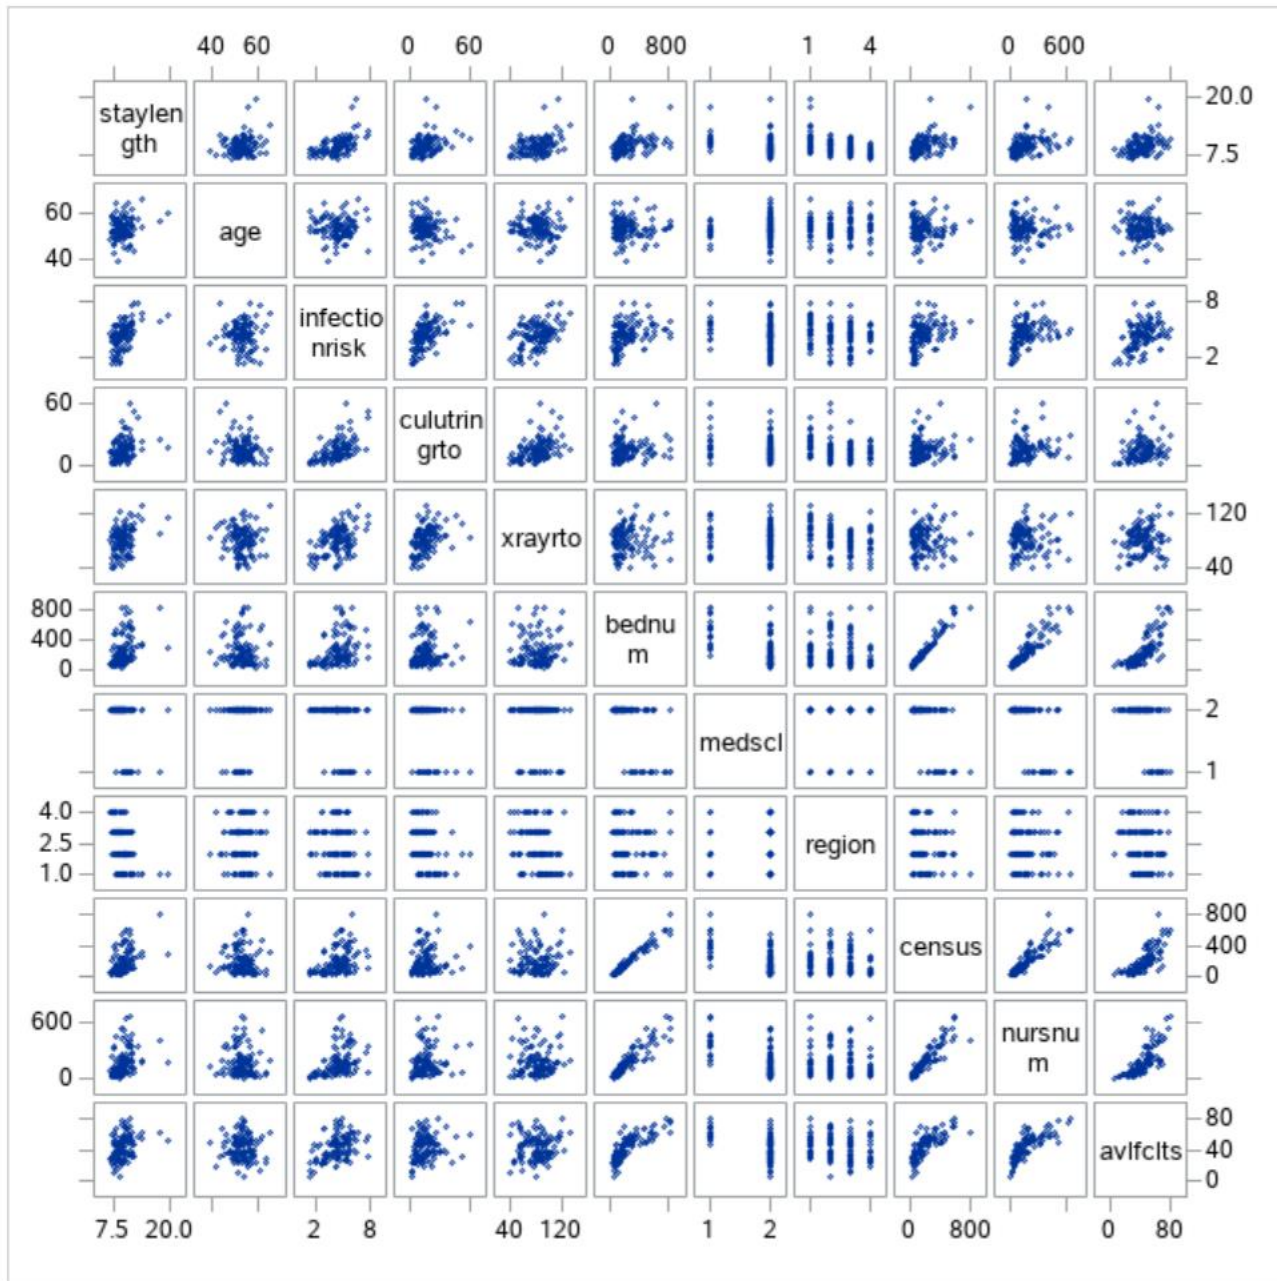 40 60 0 60 0 800 1 4 0 600
staylen
gth
20.0
7.5
60
40
age
infectio
nrisk
8
2
60
0
culutrin
grto
xrayrto
120
40
800
400
0
bednu
m
medscl
2
1
4.0
2.5
1.0
region
census
800
400
0
600
0
nursnu
m
avlfclts
80
40
0
7.5 20.0 2 8 40 120 1 2 0 800 0 80